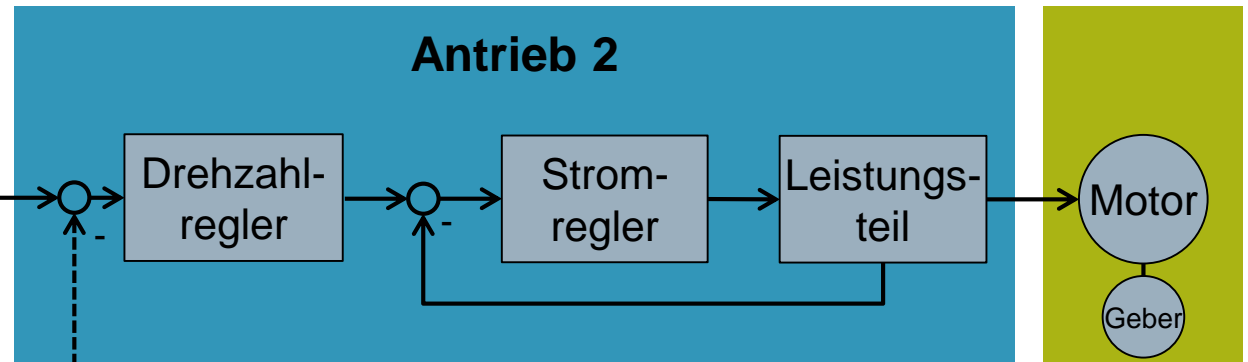 Antrieb 2
Drehzahl-
regler
Strom-
regler
Leistungs-
teil
Motor
Geber
-
-